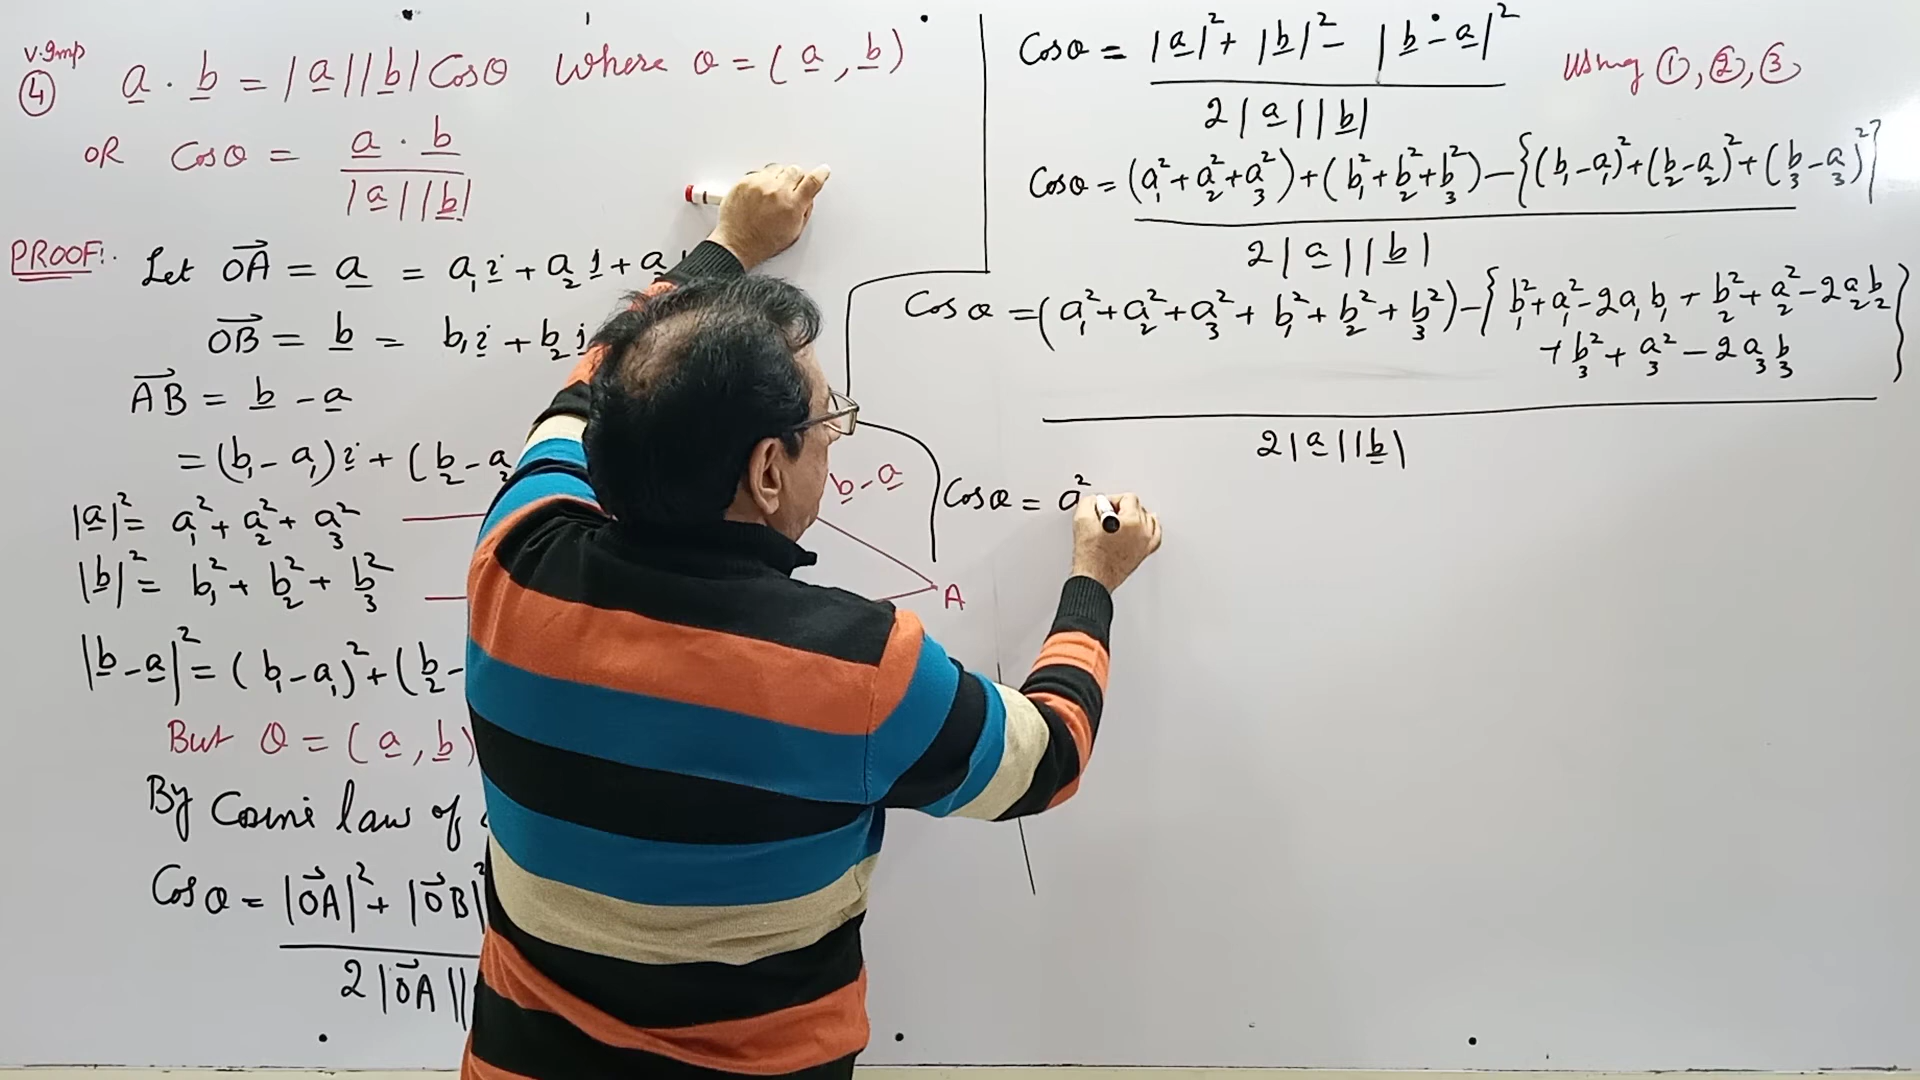 V.Imp
④ a̲ . b̲ = |a̲||b̲| Cosθ Where θ = (a̲, b̲)
OR Cosθ = a̲ . b̲
|a̲||b̲|
PROOF:. Let →OA = a̲ = a₁i̲ + a₂j̲ + a
→OB = b̲ = b₁i̲ + b₂j̲
→AB = b̲ - a̲
= (b₁ - a₁)i̲ + (b₂ - a₂
|a̲|² = a₁² + a₂² + a₃²
|b̲|² = b₁² + b₂² + b₃²
|b̲ - a̲|² = (b₁ - a₁)² + (b₂ -
But θ = (a̲, b̲)
By Cosine law of
Cosθ = |→OA|² + |→OB|²
2|→OA||
b̲ - a̲
A
Cosθ = |a̲|² + |b̲|² - |b̲ - a̲|² Using ①, ②, ③
2|a̲||b̲|
Cosθ = (a₁² + a₂² + a₃²) + (b₁² + b₂² + b₃²) - {(b₁ - a₁)² + (b₂ - a₂)² + (b₃ - a₃)²}
2|a̲||b̲|
Cosθ = (a₁² + a₂² + a₃² + b₁² + b₂² + b₃²) - {b₁² + a₁² - 2a₁b₁ + b₂² + a₂² - 2a₂b₂
+ b₃² + a₃² - 2a₃b₃}
2|a̲||b̲|
Cosθ = a²